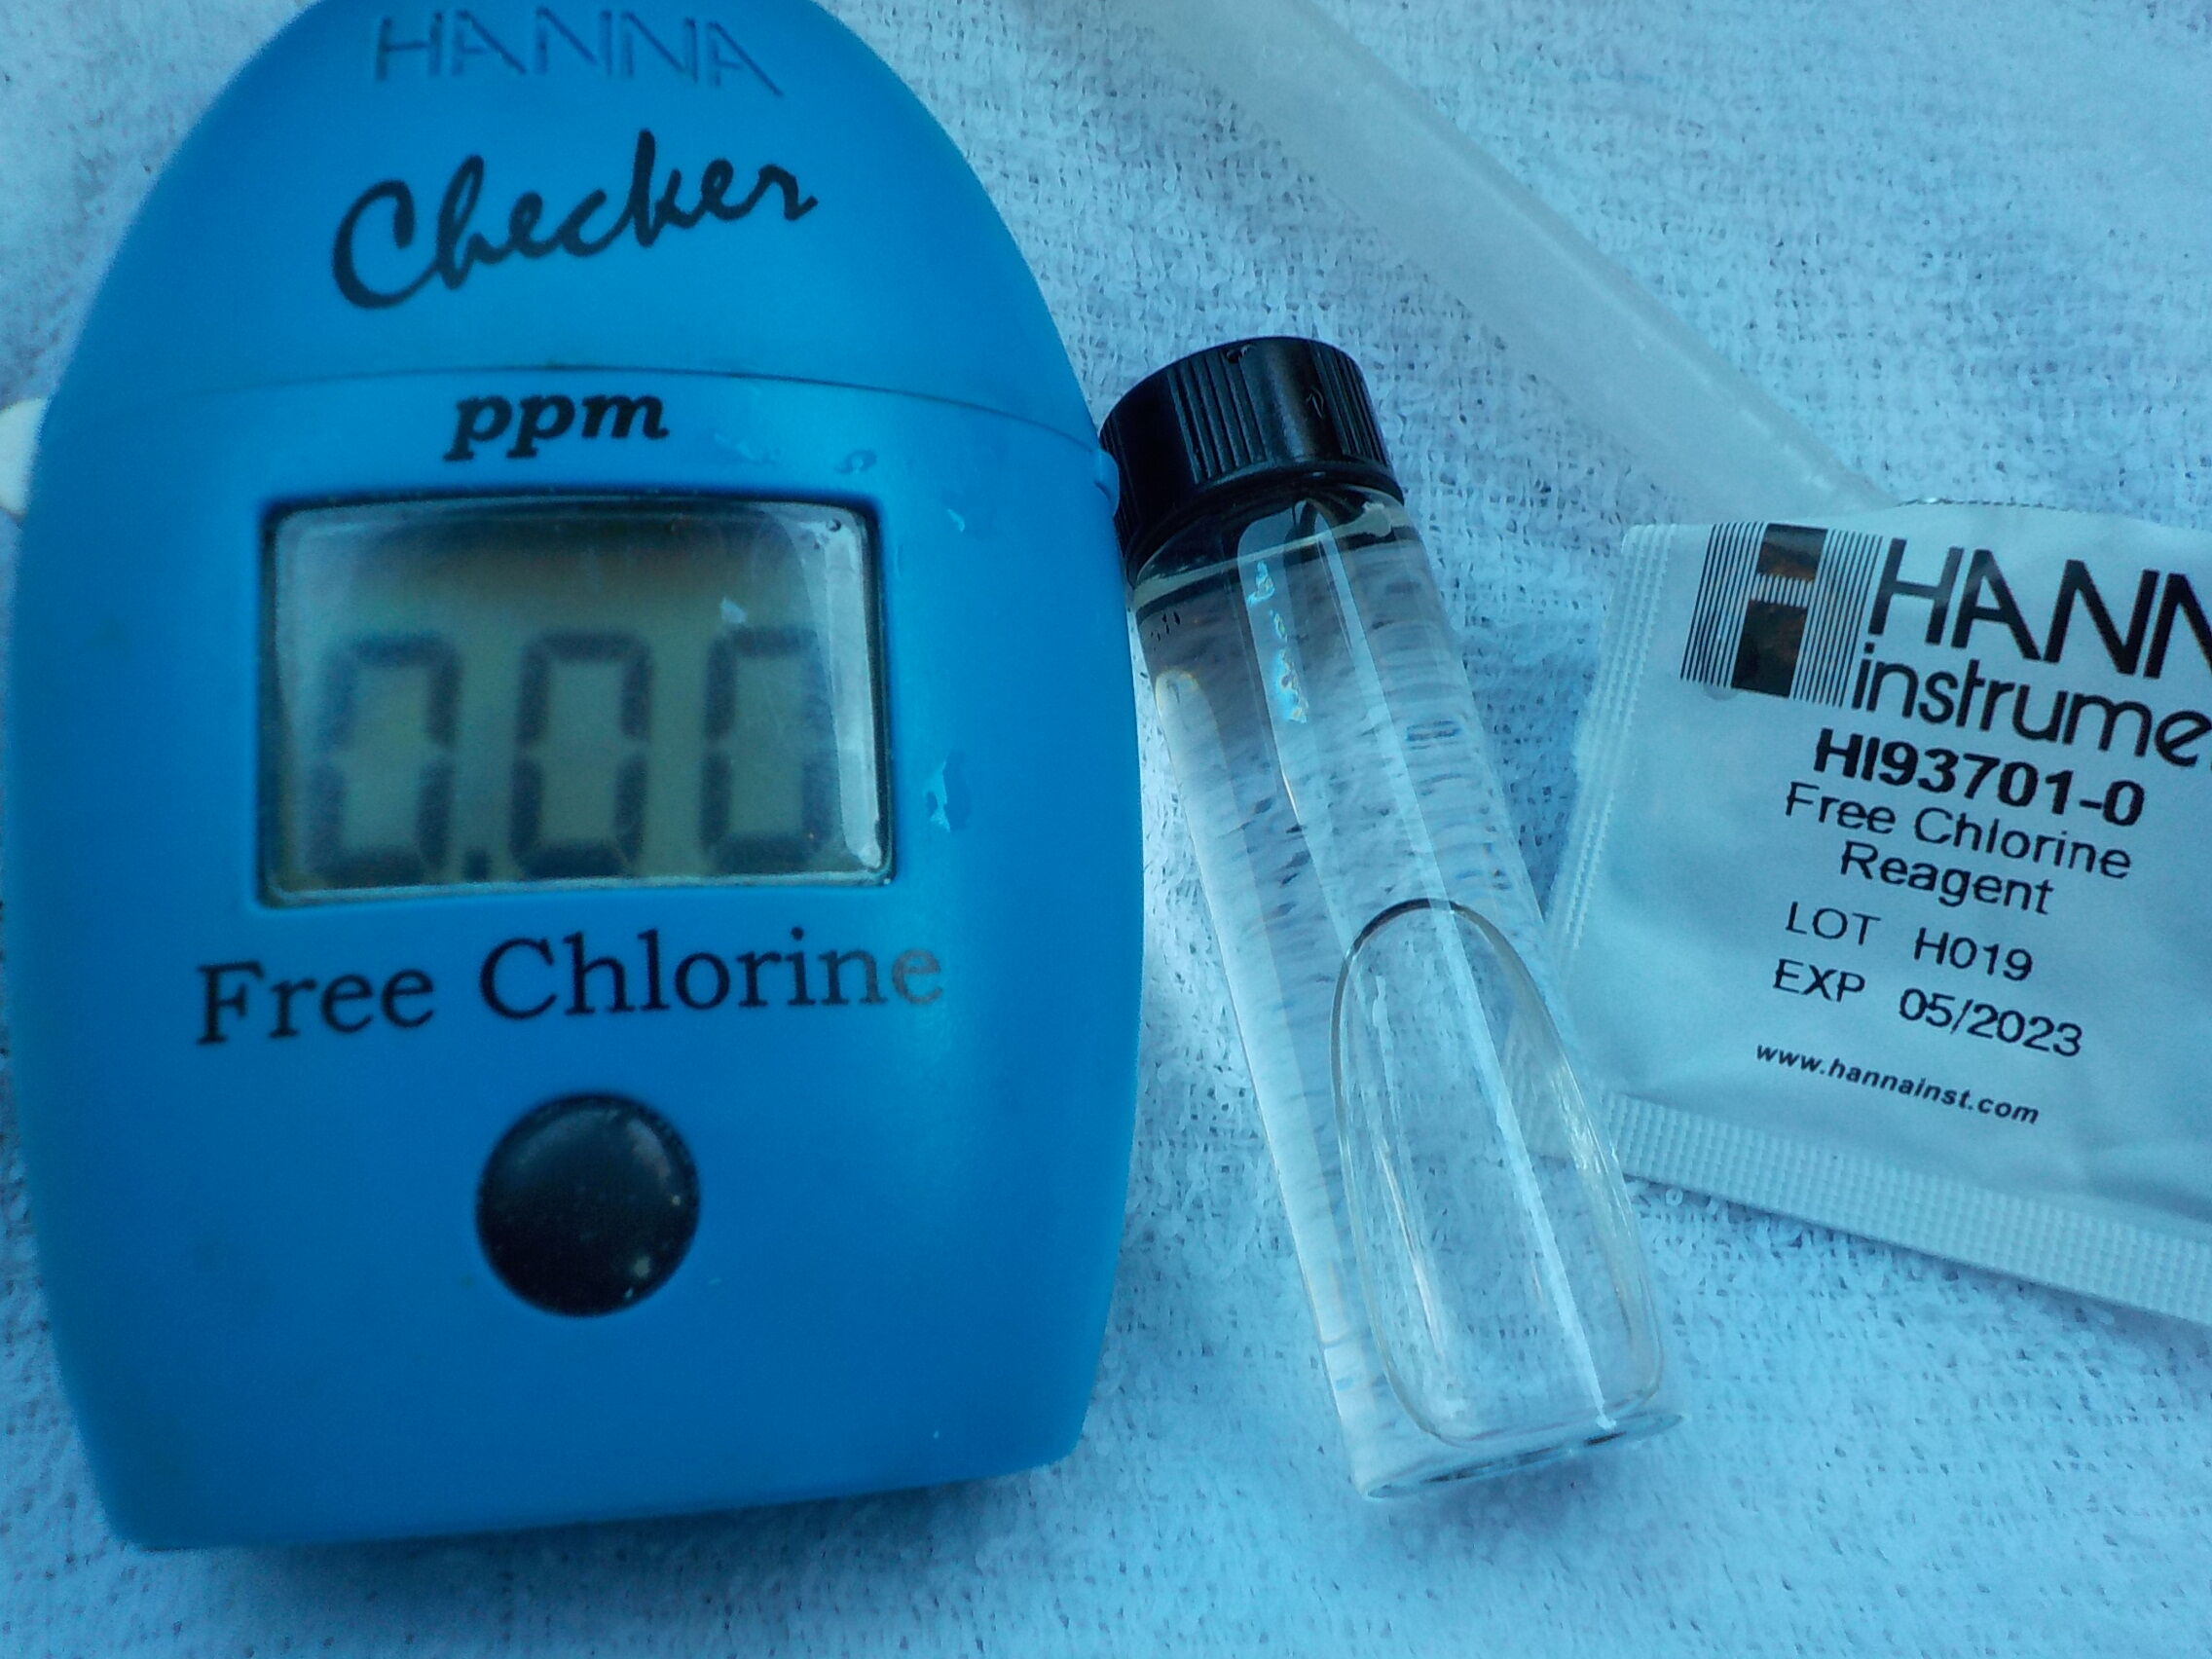 HANNA
Checker
ppm
0.00
Free Chlorine
HANN
instrume
HI93701-0
Free Chlorine
Reagent
LOT H019
EXP 05/2023
www.hannainst.com